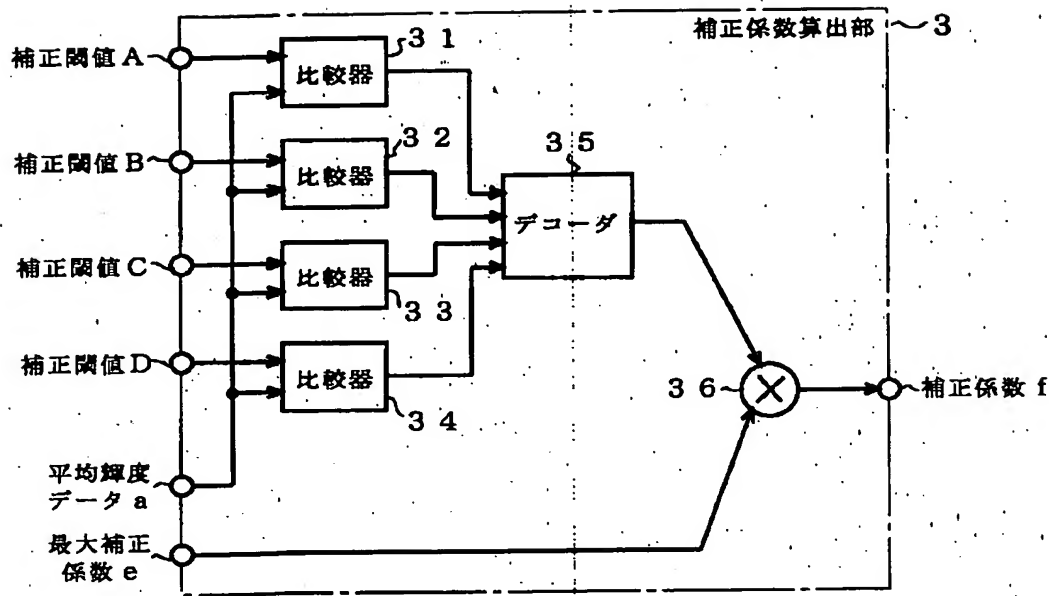 補正係数算出部 3
補正閾値A
31
比較器
補正閾値B
32
比較器
35
デコーダ
補正閾値C
比較器
33
補正閾値D
比較器
34
36
補正係数f
平均輝度
データa
最大補正
係数e